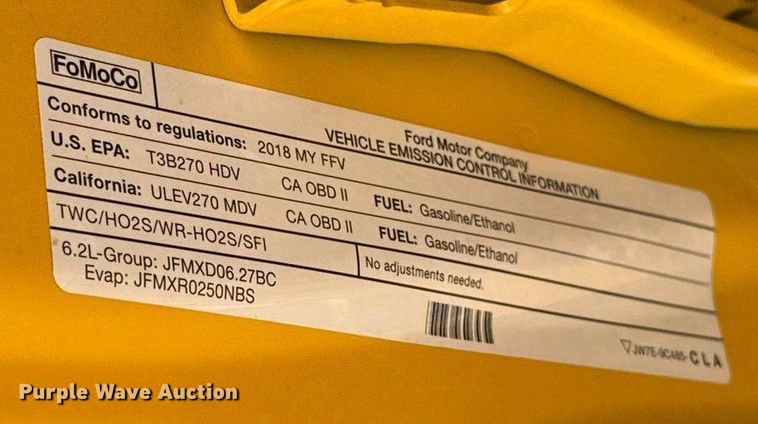 FoMoCo
Ford Motor Company
VEHICLE EMISSION CONTROL INFORMATION
Conforms to regulations: 2018 MY FFV
U.S. EPA: T3B270 HDV CA OBD II FUEL: Gasoline/Ethanol
California: ULEV270 MDV CA OBD II FUEL: Gasoline/Ethanol
TWC/HO2S/WR-HO2S/SFI
No adjustments needed.
6.2L-Group: JFMXD06.27BC
Evap: JFMXR0250NBS
JW7E-9C485- C L A
Purple Wave Auction